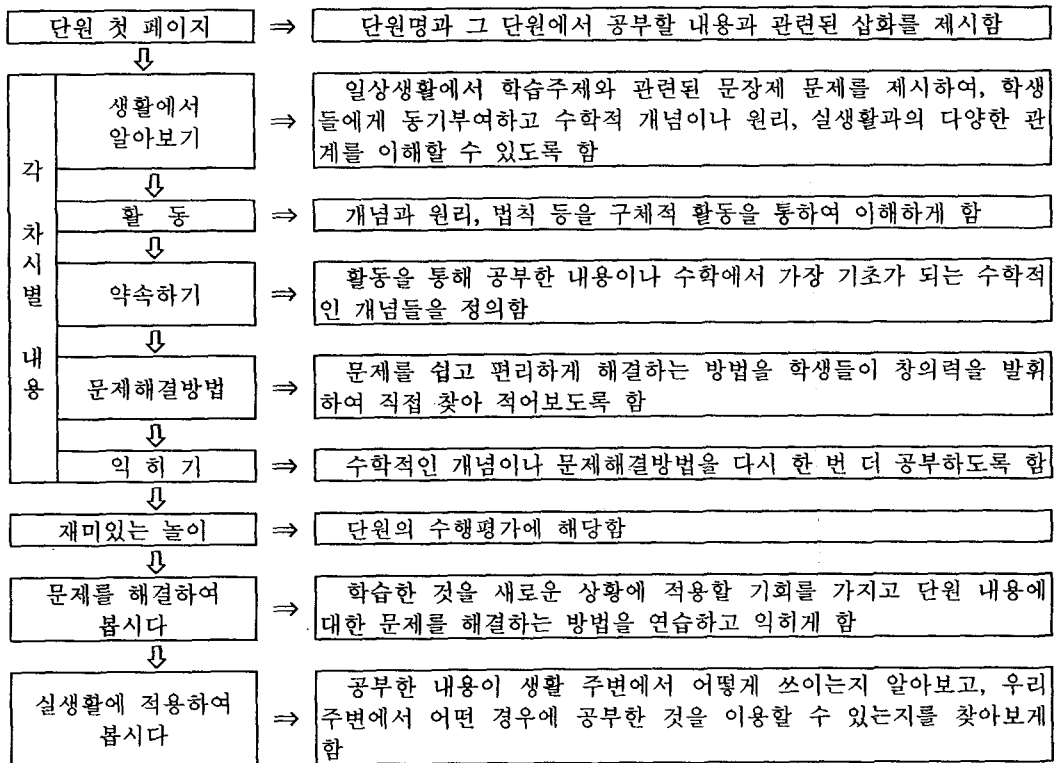 단원 첫 페이지 ⇒ 단원명과 그 단원에서 공부할 내용과 관련된 삽화를 제시함
⇩
각 차시별 내용
생활에서
알아보기
⇒
일상생활에서 학습주제와 관련된 문장제 문제를 제시하여, 학생
들에게 동기부여하고 수학적 개념이나 원리, 실생활과의 다양한 관
계를 이해할 수 있도록 함
⇩
활 동 ⇒ 개념과 원리, 법칙 등을 구체적 활동을 통하여 이해하게 함
⇩
약속하기 ⇒
활동을 통해 공부한 내용이나 수학에서 가장 기초가 되는 수학적
인 개념들을 정의함
⇩
문제해결방법 ⇒
문제를 쉽고 편리하게 해결하는 방법을 학생들이 창의력을 발휘
하여 직접 찾아 적어보도록 함
⇩
익 히 기 ⇒ 수학적인 개념이나 문제해결방법을 다시 한 번 더 공부하도록 함
⇩
재미있는 놀이 ⇒ 단원의 수행평가에 해당함
⇩
문제를 해결하여
봅시다
⇒
학습한 것을 새로운 상황에 적용할 기회를 가지고 단원 내용에
대한 문제를 해결하는 방법을 연습하고 익히게 함
⇩
실생활에 적용하여
봅시다
⇒
공부한 내용이 생활 주변에서 어떻게 쓰이는지 알아보고, 우리
주변에서 어떤 경우에 공부한 것을 이용할 수 있는지를 찾아보게
함